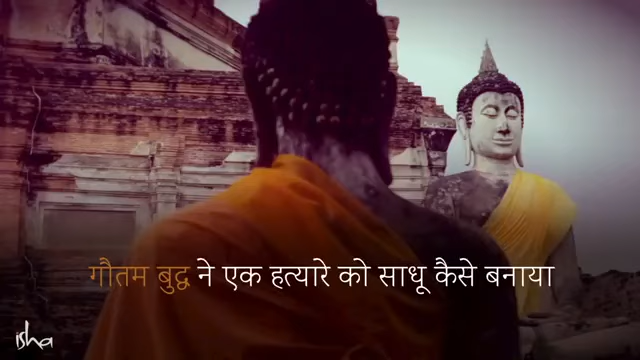 गौतम बुद्ध ने एक हत्यारे को साधू कैसे बनाया
isha